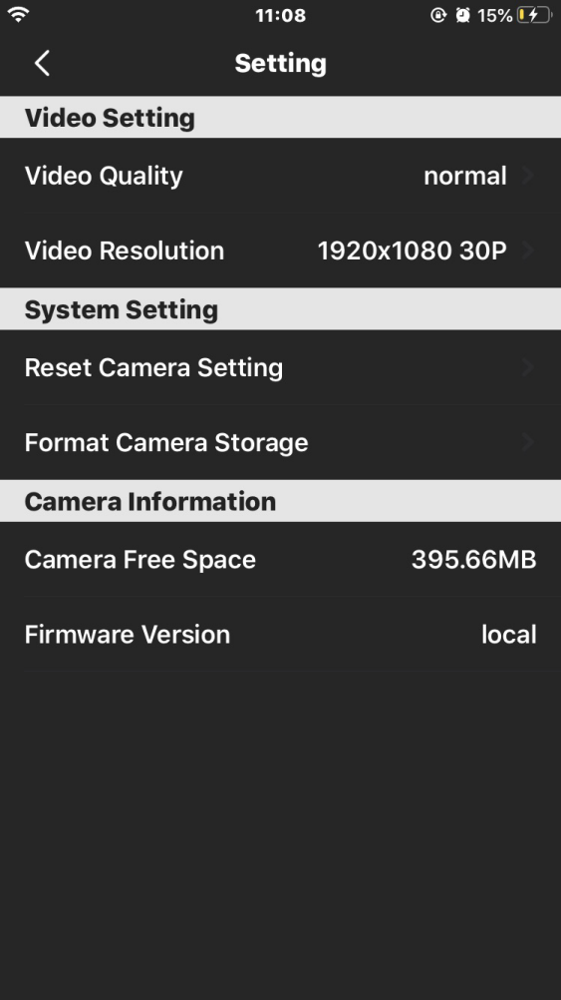 11:08
15%
Setting
Video Setting
Video Quality normal
Video Resolution 1920x1080 30P
System Setting
Reset Camera Setting
Format Camera Storage
Camera Information
Camera Free Space 395.66MB
Firmware Version local